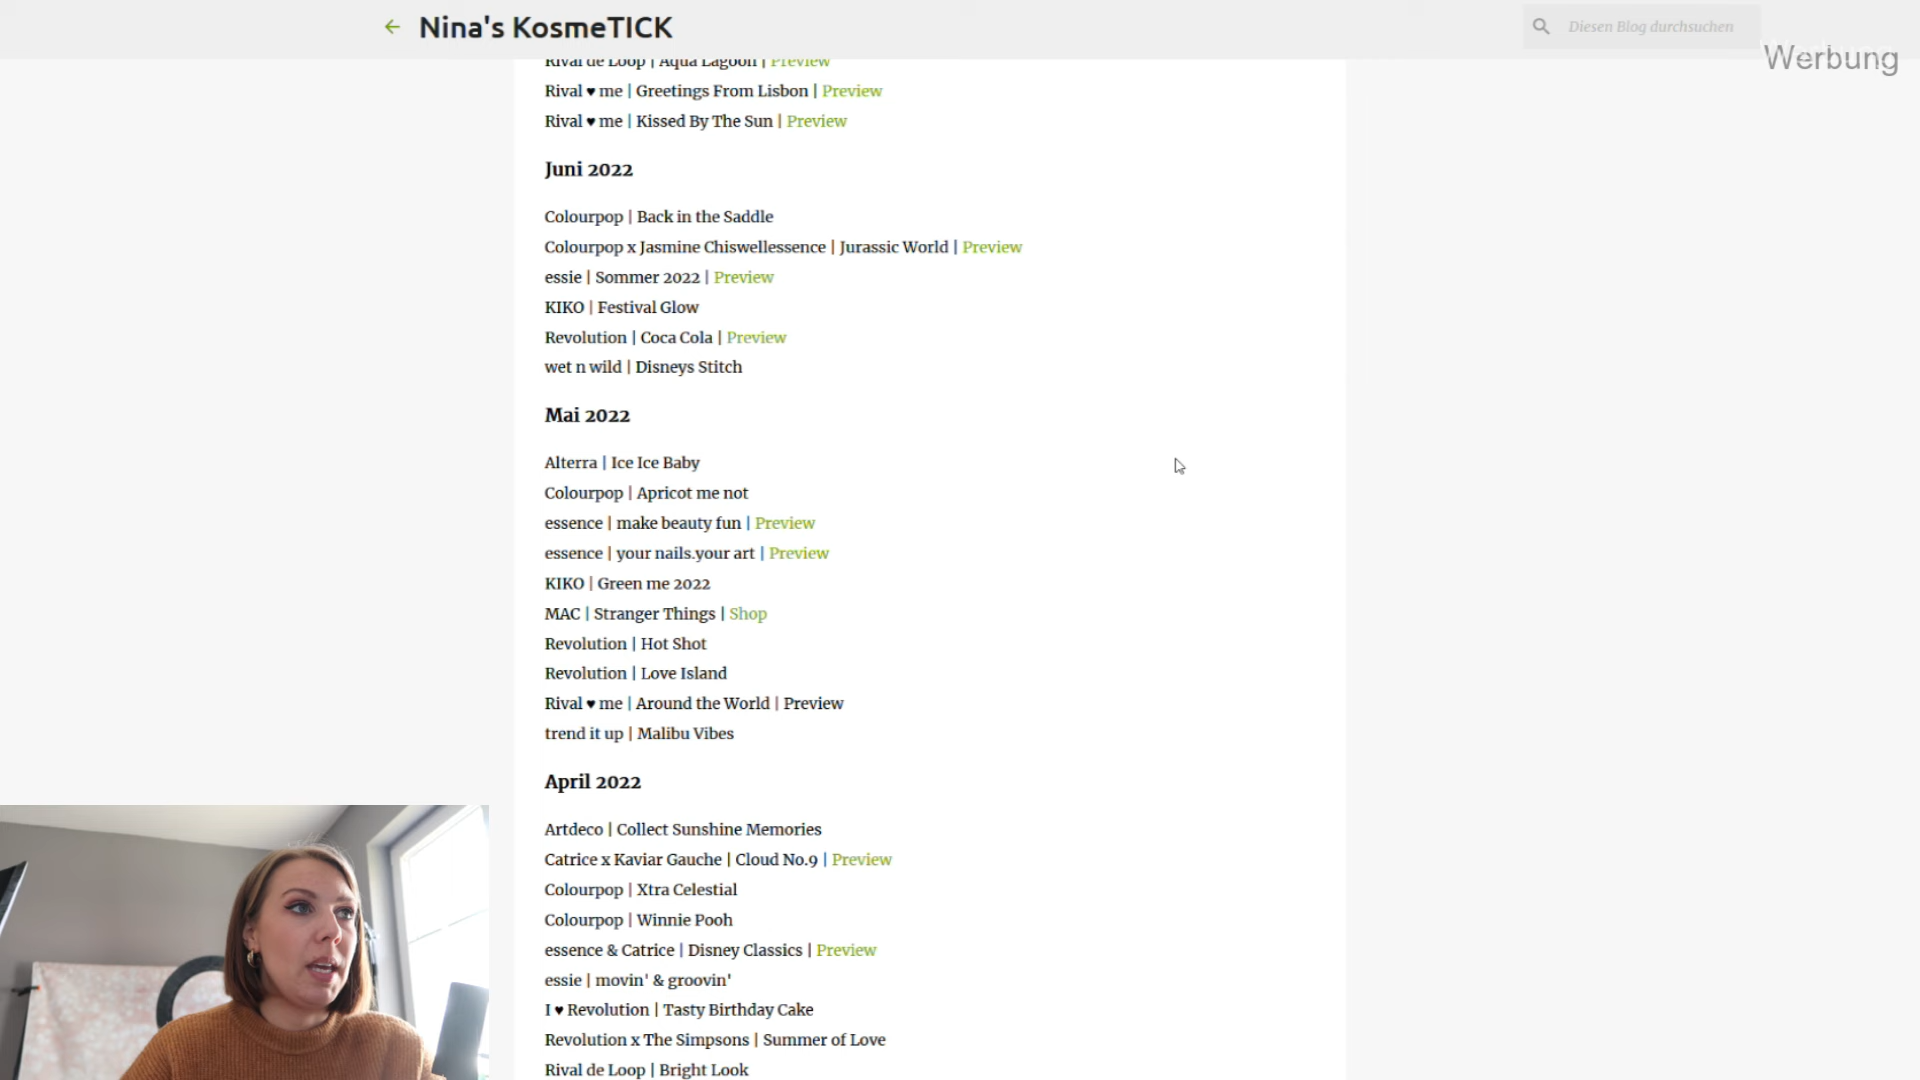 Nina's KosmeTICK
Diesen Blog durchsuchen
Werbung
Rival de Loop | Aqua Lagoon | Preview
Rival ♥ me | Greetings From Lisbon | Preview
Rival ♥ me | Kissed By The Sun | Preview
Juni 2022
Colourpop | Back in the Saddle
Colourpop x Jasmine Chiswellessence | Jurassic World | Preview
essie | Sommer 2022 | Preview
KIKO | Festival Glow
Revolution | Coca Cola | Preview
wet n wild | Disneys Stitch
Mai 2022
Alterra | Ice Ice Baby
Colourpop | Apricot me not
essence | make beauty fun | Preview
essence | your nails.your art | Preview
KIKO | Green me 2022
MAC | Stranger Things | Shop
Revolution | Hot Shot
Revolution | Love Island
Rival ♥ me | Around the World | Preview
trend it up | Malibu Vibes
April 2022
Artdeco | Collect Sunshine Memories
Catrice x Kaviar Gauche | Cloud No.9 | Preview
Colourpop | Xtra Celestial
Colourpop | Winnie Pooh
essence & Catrice | Disney Classics | Preview
essie | movin' & groovin'
I ♥ Revolution | Tasty Birthday Cake
Revolution x The Simpsons | Summer of Love
Rival de Loop | Bright Look